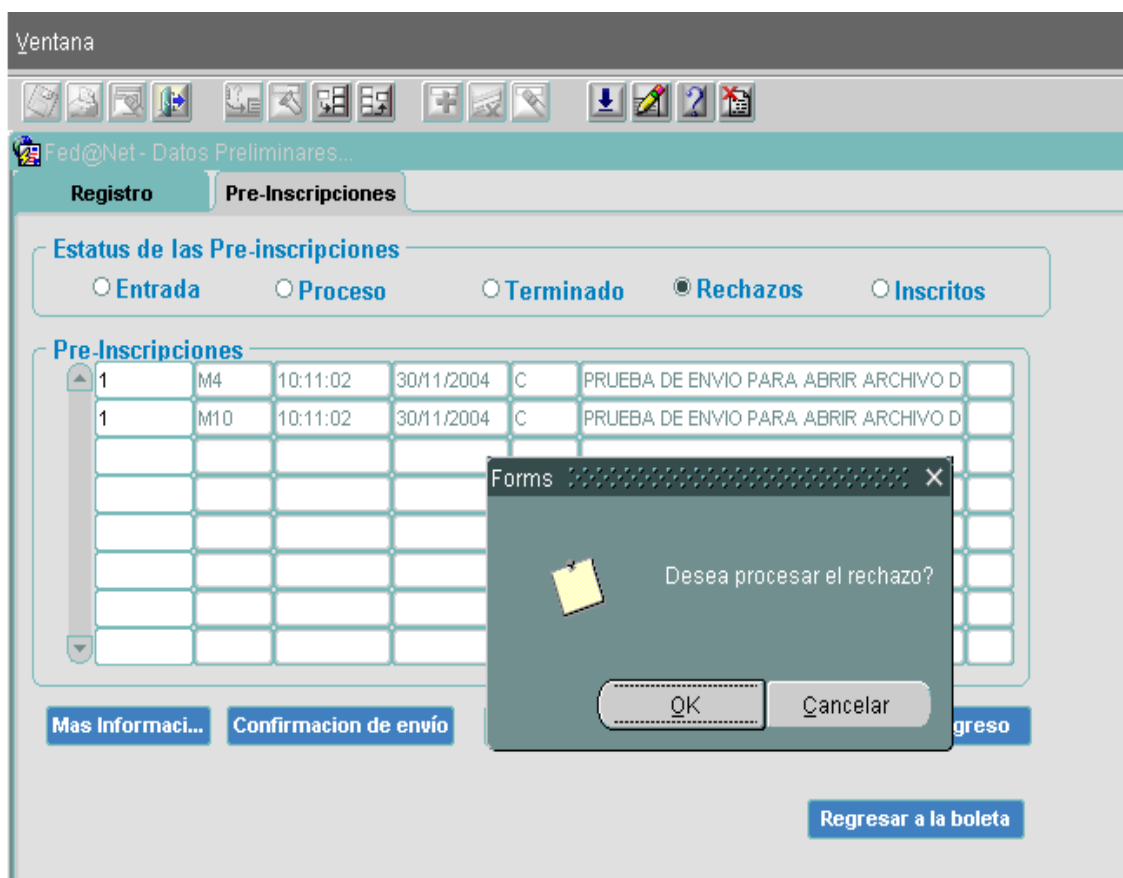 Ventana
Fed@Net - Datos Preliminares...
Registro Pre-Inscripciones
Estatus de las Pre-inscripciones
Entrada Proceso Terminado Rechazos Inscritos
Pre-Inscripciones
1 M4 10:11:02 30/11/2004 C PRUEBA DE ENVIO PARA ABRIR ARCHIVO D
1 M10 10:11:02 30/11/2004 C PRUEBA DE ENVIO PARA ABRIR ARCHIVO D
Forms
Desea procesar el rechazo?
OK Cancelar
Mas Informaci... Confirmacion de envío greso
Regresar a la boleta